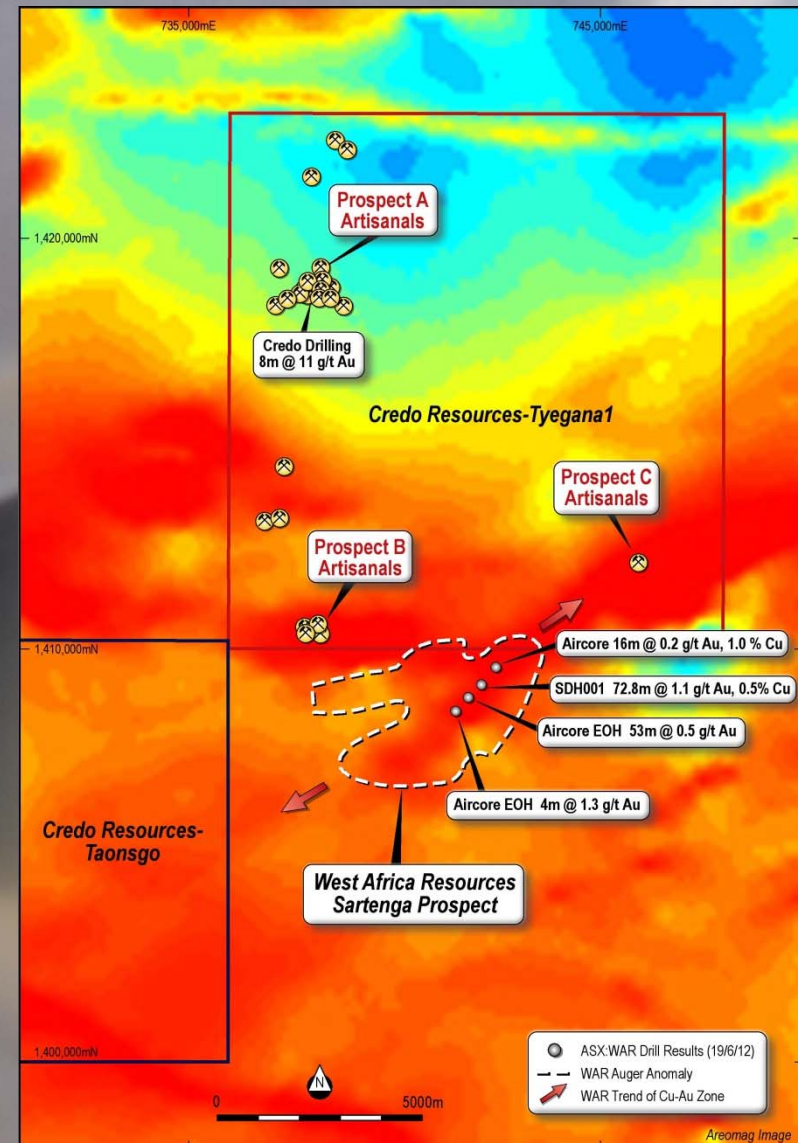 735,000mE
745,000mE
Prospect A
Artisanals
1,420,000mN
Credo Drilling
8m @ 11 g/t Au
Credo Resources-Tyegana1
Prospect C
Artisanals
Prospect B
Artisanals
1,410,000mN
Aircore 16m @ 0.2 g/t Au, 1.0 % Cu
SDH001 72.8m @ 1.1 g/t Au, 0.5% Cu
Aircore EOH 53m @ 0.5 g/t Au
Aircore EOH 4m @ 1.3 g/t Au
Credo Resources-
Taonsgo
West Africa Resources
Sartenga Prospect
1,400,000mN
N
0
5000m
ASX:WAR Drill Results (19/6/12)
WAR Auger Anomaly
WAR Trend of Cu-Au Zone
Areomag Image